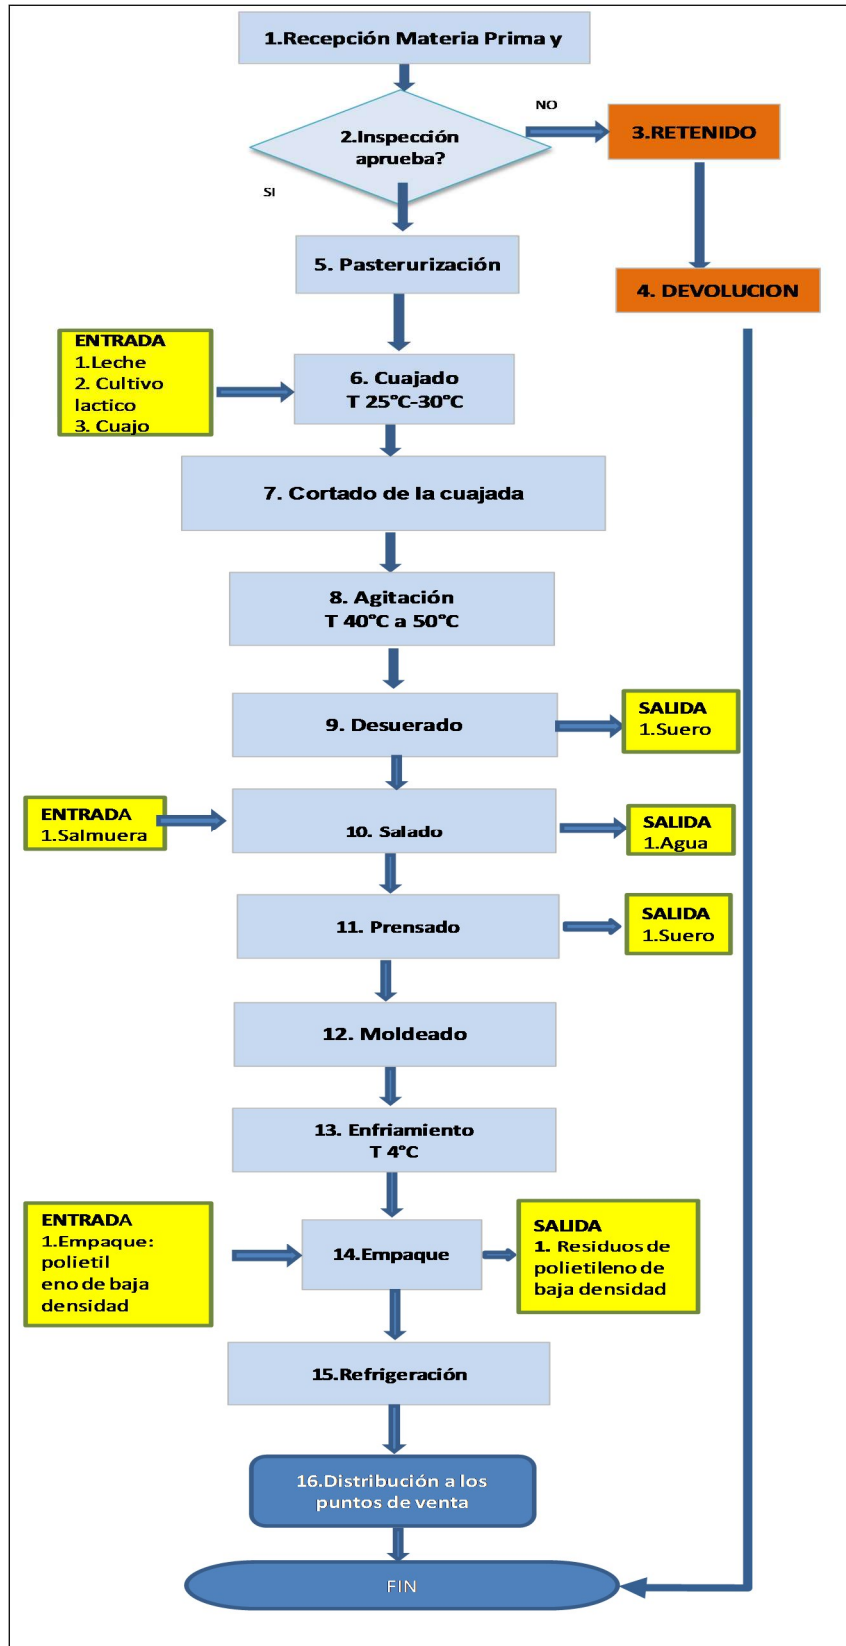 1.Recepción Materia Prima y
NO
2.Inspección
aprueba?
3.RETENIDO
SI
5. Pasterurización
4. DEVOLUCION
ENTRADA
1.Leche
2. Cultivo
lactico
3. Cuajo
6. Cuajado
T 25°C-30°C
7. Cortado de la cuajada
8. Agitación
T 40°C a 50°C
9. Desuerado
SALIDA
1.Suero
ENTRADA
1.Salmuera
10. Salado
SALIDA
1.Agua
11. Prensado
SALIDA
1.Suero
12. Moldeado
13. Enfriamiento
T 4°C
ENTRADA
1.Empaque:
polietil
eno de baja
densidad
14.Empaque
SALIDA
1. Residuos de
polietileno de
baja densidad
15.Refrigeración
16.Distribución a los
puntos de venta
FIN